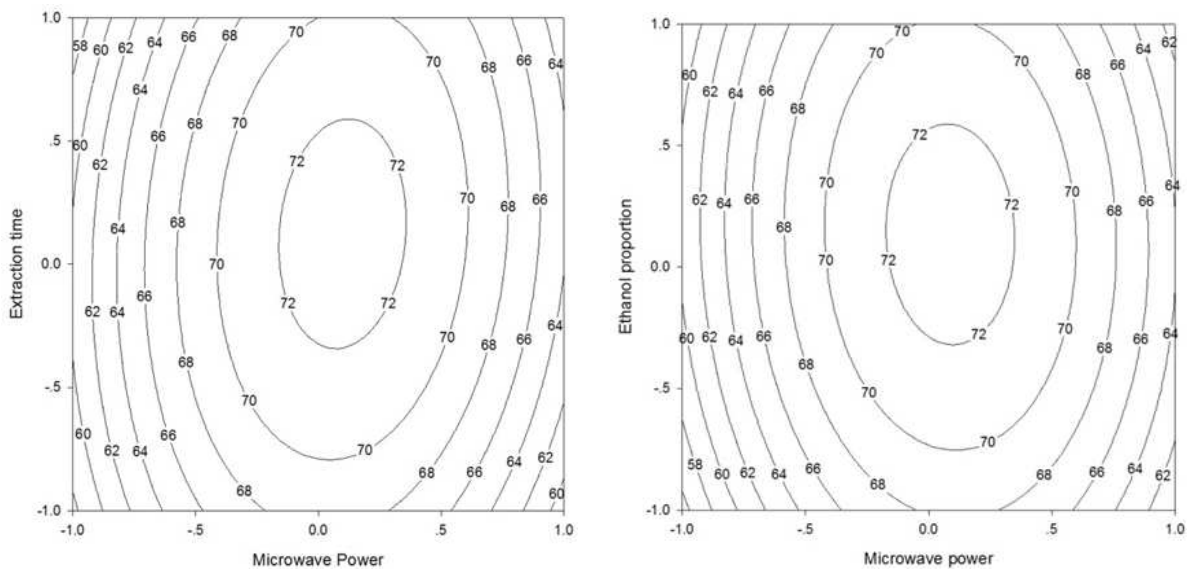 Extraction time
1.0
58 60 62 64 66 68 70
70 68 66 64
64
70
68
66
.5
60
62 72 72
70 68 66
64 68
0.0
70
66 72 72
62 64
64
70 68 66
68
-.5
70
60 66
62 64 70
62
64
68 66
68 60
-1.0
-1.0 -.5 0.0 .5 1.0
Microwave Power
Ethanol proportion
1.0
70
70 64 62
70 68 66
60
62 64 66
68
.5
72
70 70 64
62 64 66 72 68 66
68
0.0
70 72
60 62 64 66 72 70 68 66 64
68
-.5
70
70
58 60 62 64 66 68 66 64 62
68
-1.0
-1.0 -.5 0.0 .5 1.0
Microwave power